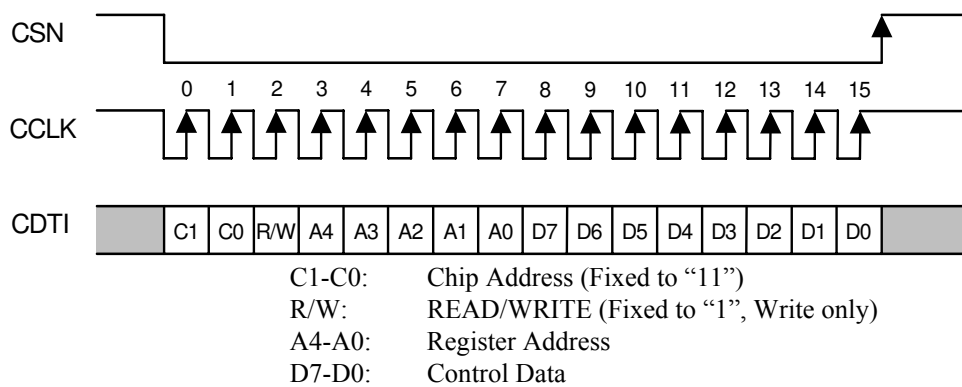 CSN
0 1 2 3 4 5 6 7 8 9 10 11 12 13 14 15
CCLK
CDTI C1 C0 R/W A4 A3 A2 A1 A0 D7 D6 D5 D4 D3 D2 D1 D0
C1-C0: Chip Address (Fixed to “11”)
R/W: READ/WRITE (Fixed to “1”, Write only)
A4-A0: Register Address
D7-D0: Control Data